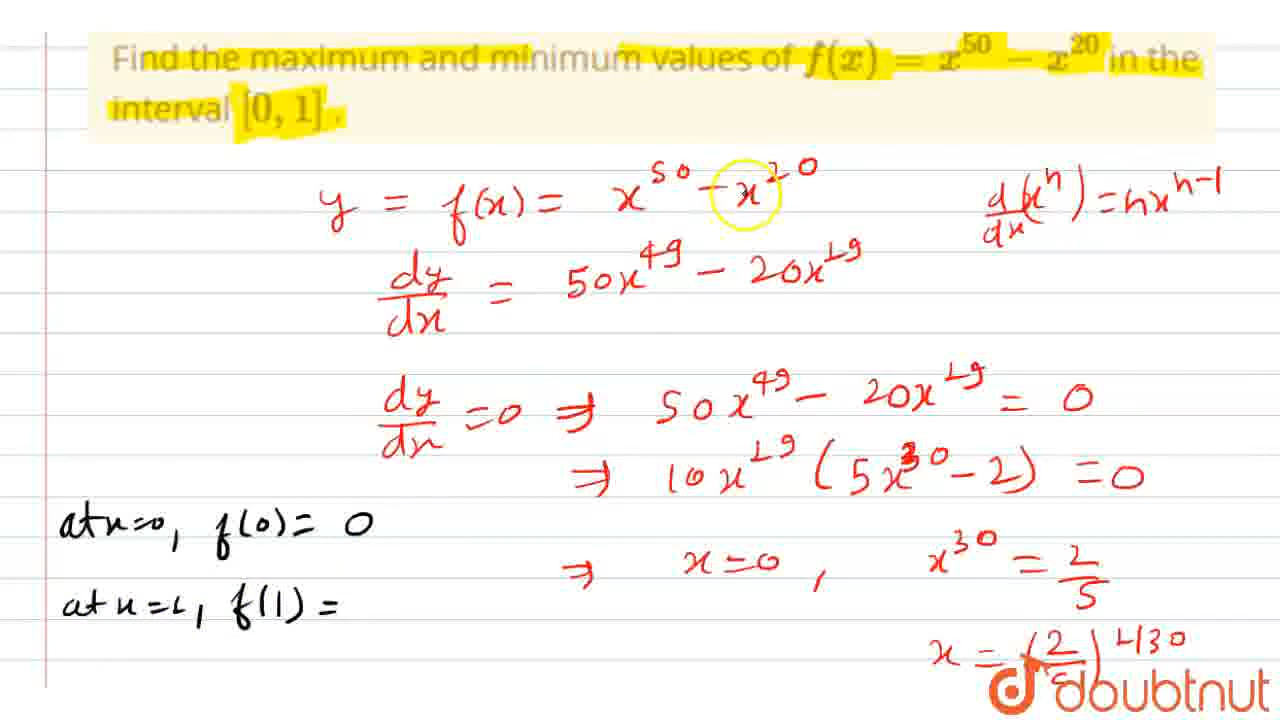 Find the maximum and minimum values of f(x) = x^50 − x^20 in the
interval [0, 1] .
y = f(x) = x^50 − x^20
d/dx (x^n) = nx^(n−1)
dy/dx = 50x^49 − 20x^19
dy/dx = 0 ⇒ 50x^49 − 20x^19 = 0
⇒ 10x^19 (5x^30 − 2) = 0
at x=0, f(0) = 0
⇒ x = 0 , x^30 = 2/5
at x=1, f(1) =
x = (2/5)^1/30
doubtnut